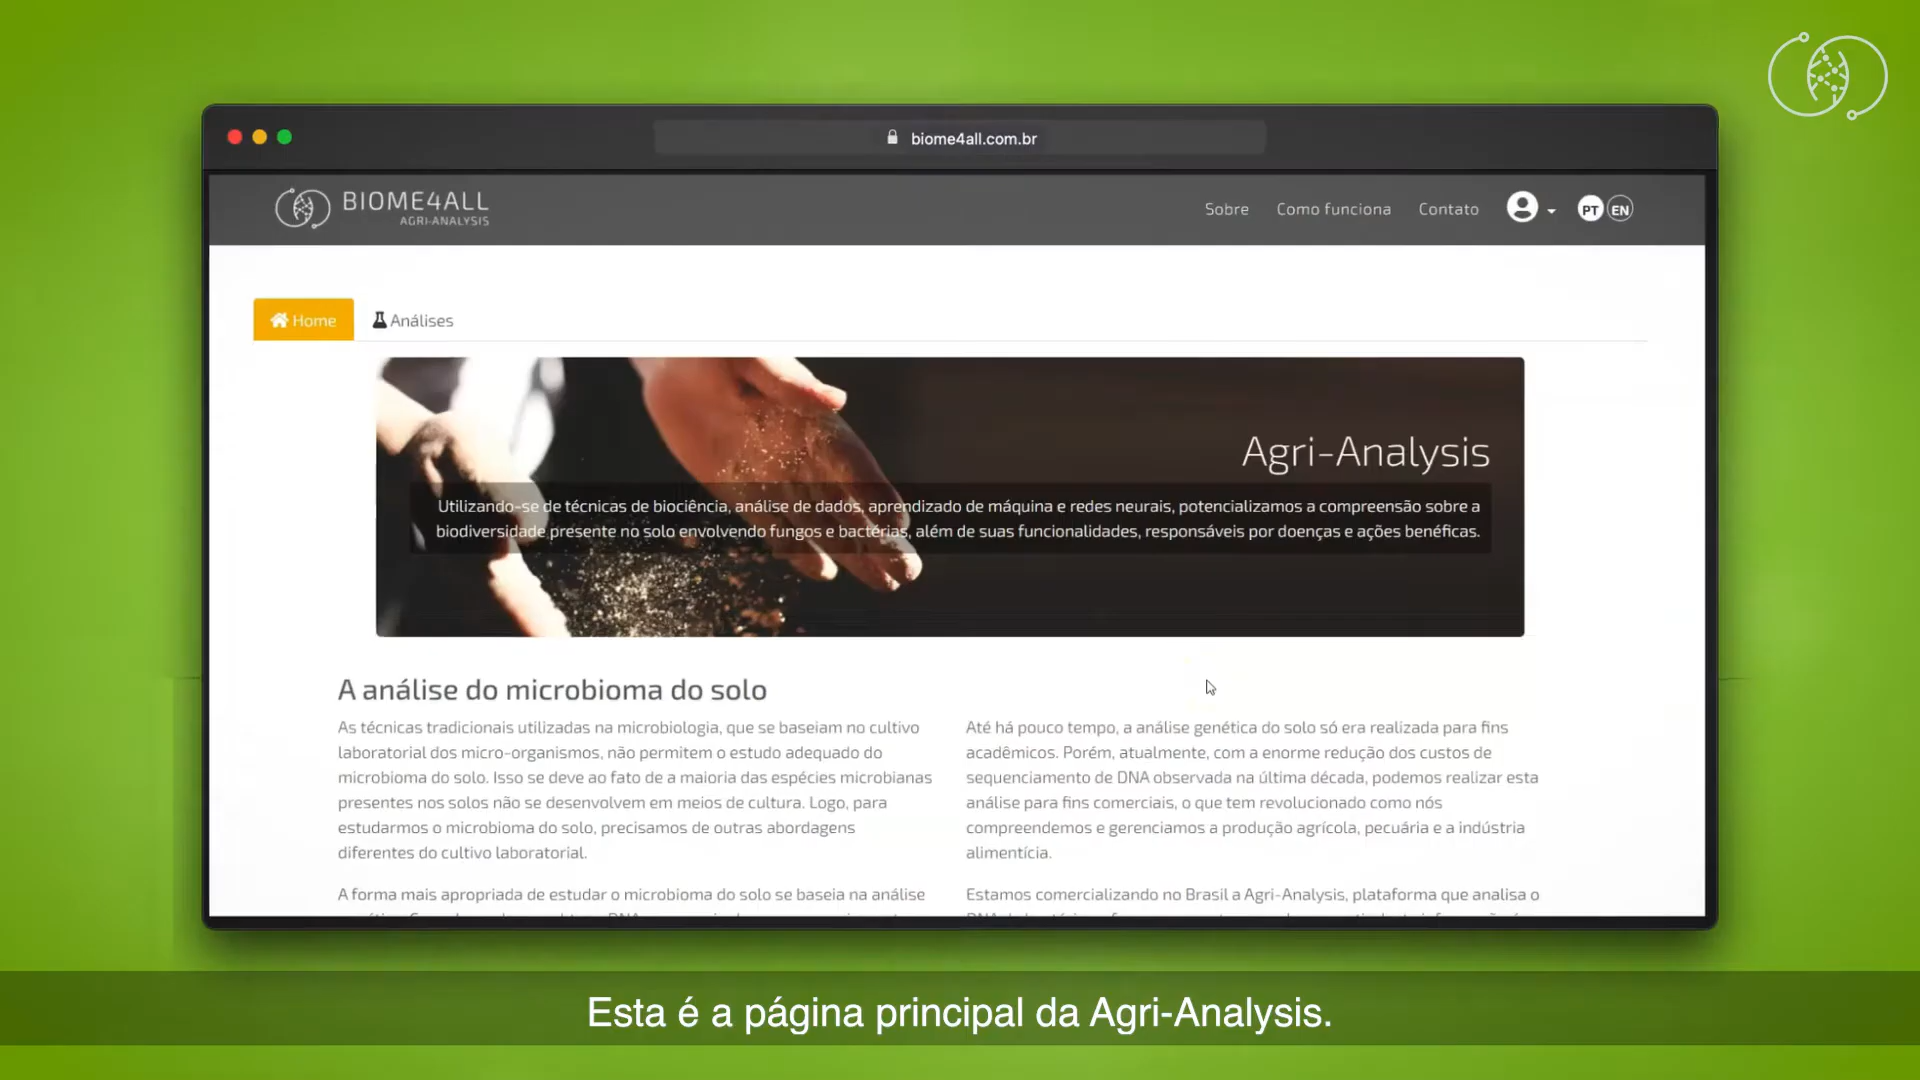 biome4all.com.br
BIOME4ALL
AGRI-ANALYSIS
Sobre
Como funciona
Contato
PT
EN
Home
Análises
Agri-Analysis
Utilizando-se de técnicas de biociência, análise de dados, aprendizado de máquina e redes neurais, potencializamos a compreensão sobre a
biodiversidade presente no solo envolvendo fungos e bactérias, além de suas funcionalidades, responsáveis por doenças e ações benéficas.
A análise do microbioma do solo
As técnicas tradicionais utilizadas na microbiologia, que se baseiam no cultivo
laboratorial dos micro-organismos, não permitem o estudo adequado do
microbioma do solo. Isso se deve ao fato de a maioria das espécies microbianas
presentes nos solos não se desenvolvem em meios de cultura. Logo, para
estudarmos o microbioma do solo, precisamos de outras abordagens
diferentes do cultivo laboratorial.
A forma mais apropriada de estudar o microbioma do solo se baseia na análise
Até há pouco tempo, a análise genética do solo só era realizada para fins
acadêmicos. Porém, atualmente, com a enorme redução dos custos de
sequenciamento de DNA observada na última década, podemos realizar esta
análise para fins comerciais, o que tem revolucionado como nós
compreendemos e gerenciamos a produção agrícola, pecuária e a indústria
alimentícia.
Estamos comercializando no Brasil a Agri-Analysis, plataforma que analisa o
Esta é a página principal da Agri-Analysis.